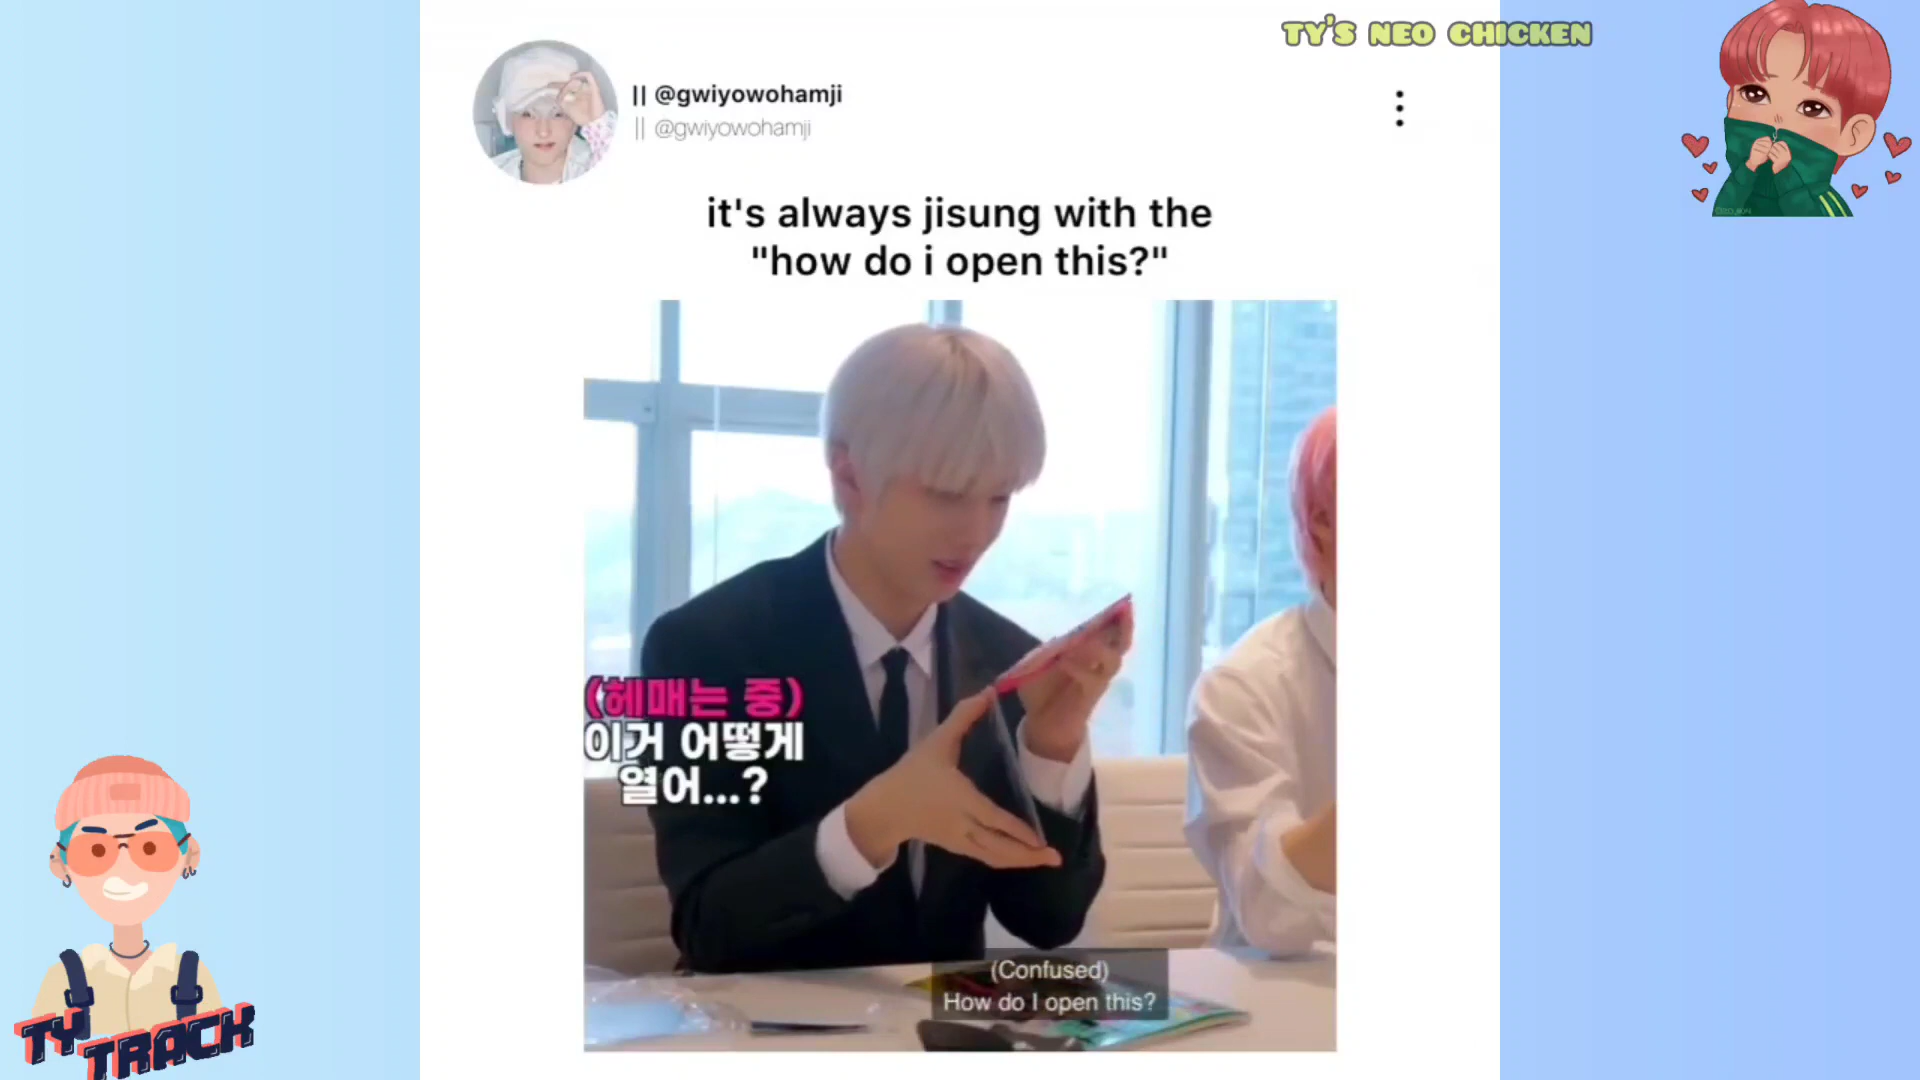 TY'S NEO CHICKEN
|| @gwiyowohamji
|| @gwiyowohamji
it's always jisung with the
"how do i open this?"
(헤매는 중)
이거 어떻게
열어...?
(Confused)
How do I open this?
TY TRACK